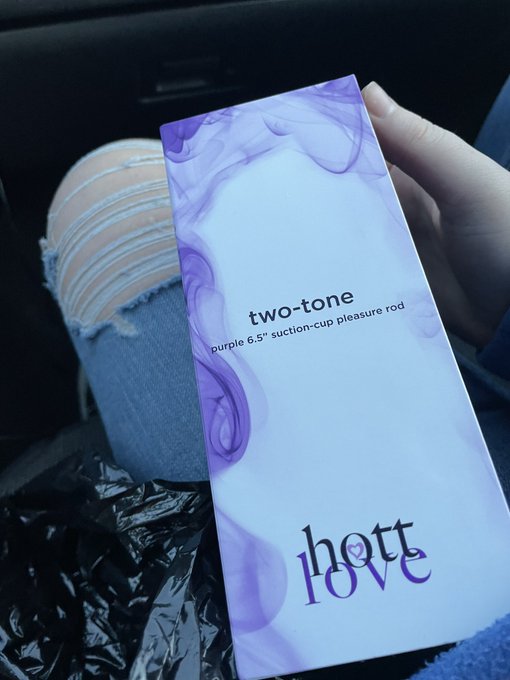 two-tone
purple 6.5" suction-cup pleasure rod
hott
love